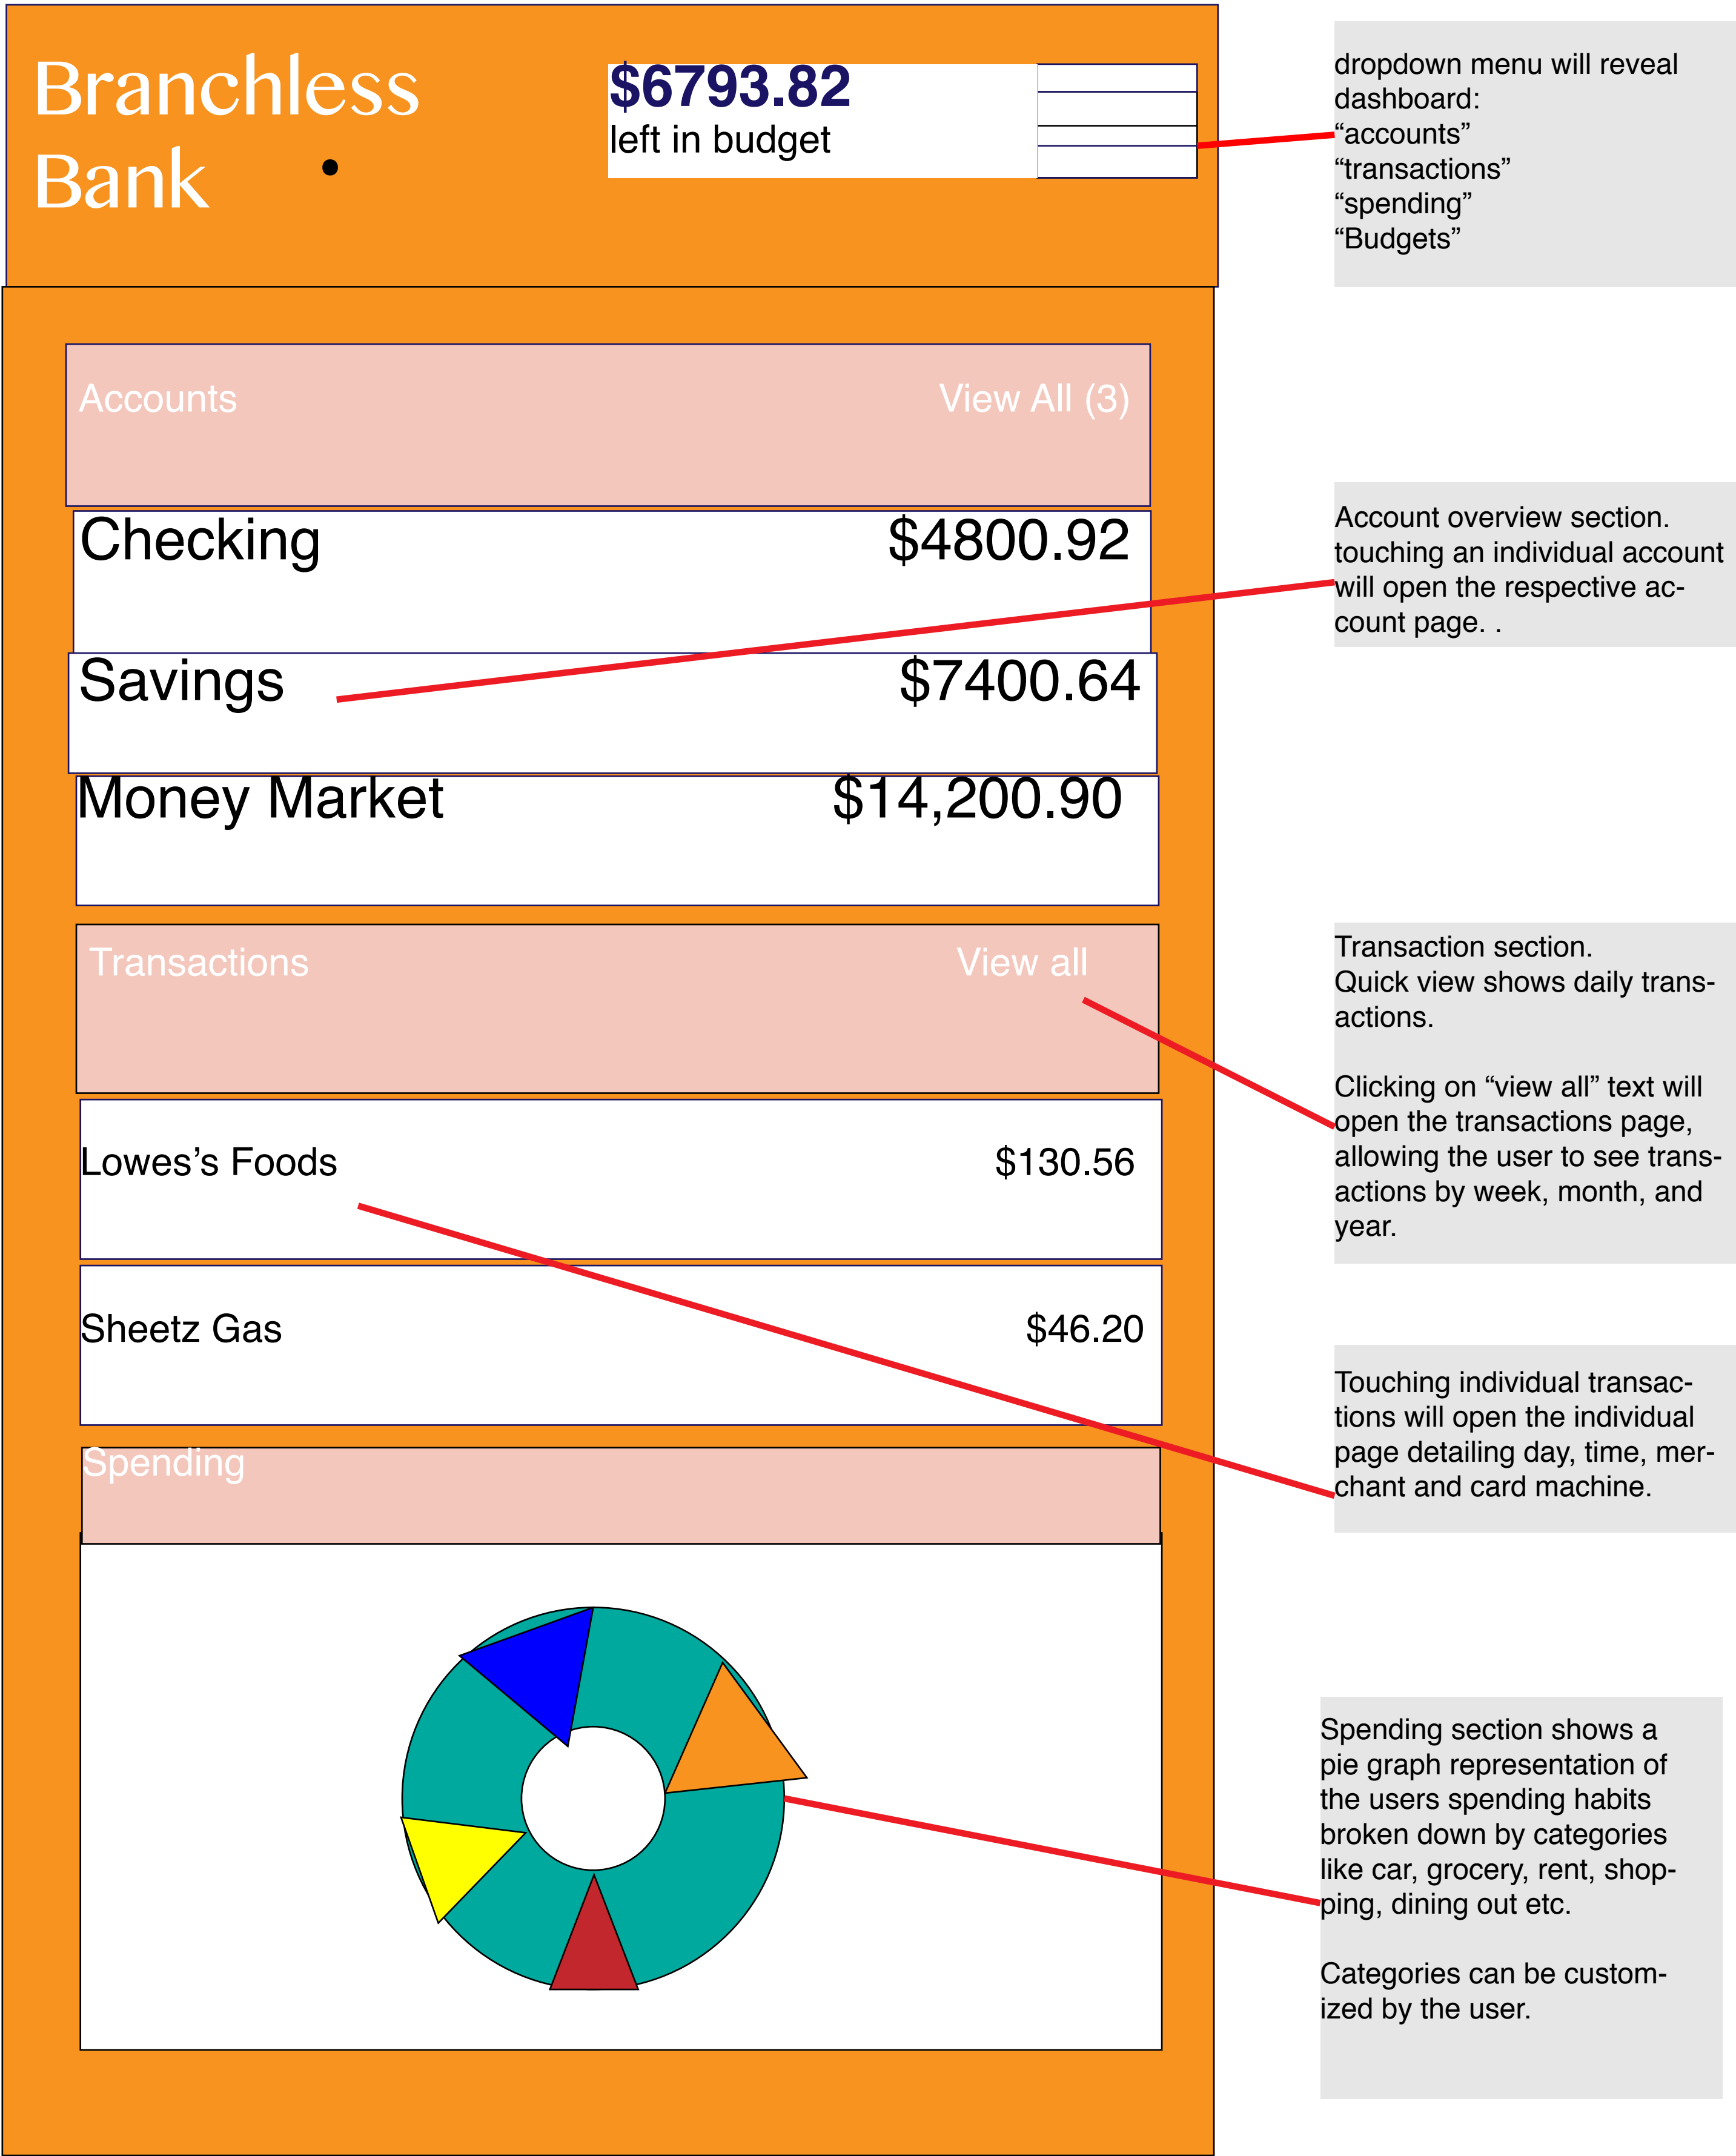 Branchless
Bank
$6793.82
left in budget
dropdown menu will reveal
dashboard:
“accounts”
“transactions”
“spending”
“Budgets”
Accounts View All (3)
Checking $4800.92
Savings $7400.64
Money Market $14,200.90
Account overview section.
touching an individual account
will open the respective ac-
count page. .
Transactions View all
Lowes’s Foods $130.56
Sheetz Gas $46.20
Transaction section.
Quick view shows daily trans-
actions.
Clicking on “view all” text will
open the transactions page,
allowing the user to see trans-
actions by week, month, and
year.
Touching individual transac-
tions will open the individual
page detailing day, time, mer-
chant and card machine.
Spending
Spending section shows a
pie graph representation of
the users spending habits
broken down by categories
like car, grocery, rent, shop-
ping, dining out etc.
Categories can be custom-
ized by the user.